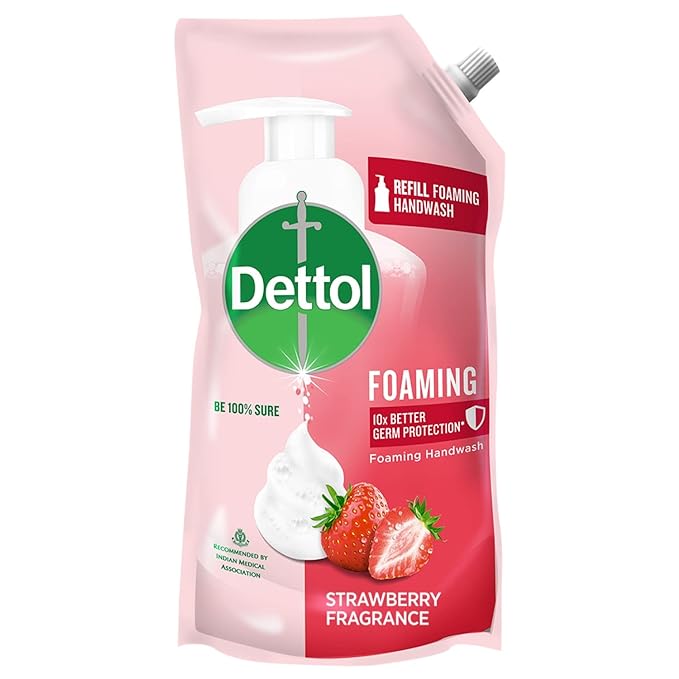 REFILL FOAMING
HANDWASH
Dettol
BE 100% SURE
FOAMING
10x BETTER
GERM PROTECTION*
Foaming Handwash
RECOMMENDED BY
INDIAN MEDICAL
ASSOCIATION
STRAWBERRY
FRAGRANCE